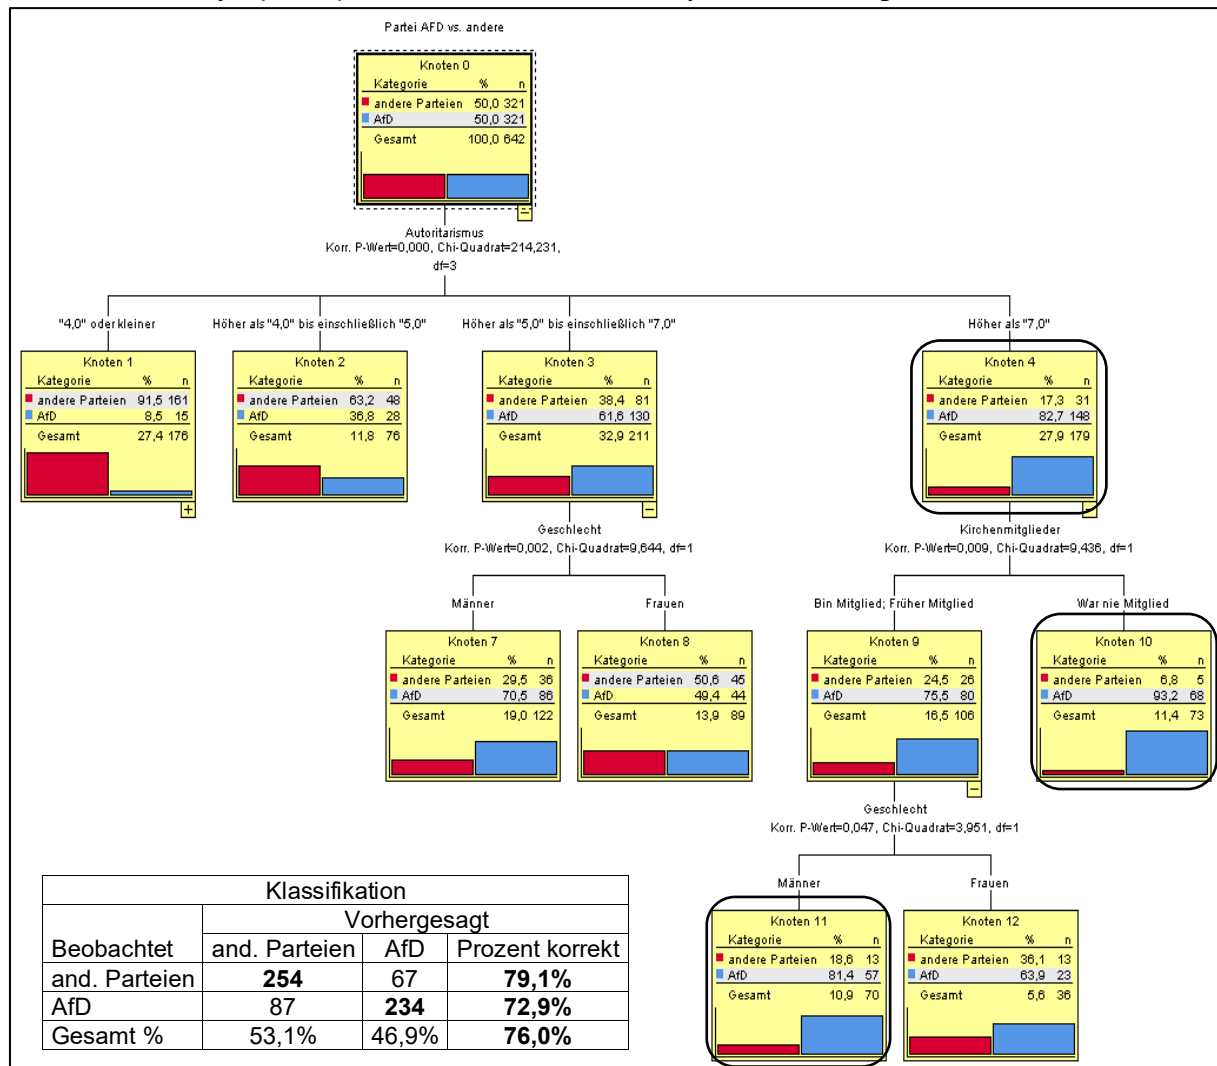 Partei AFD vs. andere
Knoten 0
Kategorie % n
andere Parteien 50,0 321
AfD 50,0 321
Gesamt 100,0 642
Autoritarismus
Korr. P-Wert=0,000, Chi-Quadrat=214,231,
df=3
"4,0" oder kleiner
Höher als "4,0" bis einschließlich "5,0"
Höher als "5,0" bis einschließlich "7,0"
Höher als "7,0"
Knoten 1
Kategorie % n
andere Parteien 91,5 161
AfD 8,5 15
Gesamt 27,4 176
Knoten 2
Kategorie % n
andere Parteien 63,2 48
AfD 36,8 28
Gesamt 11,8 76
Knoten 3
Kategorie % n
andere Parteien 38,4 81
AfD 61,6 130
Gesamt 32,9 211
Knoten 4
Kategorie % n
andere Parteien 17,3 31
AfD 82,7 148
Gesamt 27,9 179
Geschlecht
Korr. P-Wert=0,002, Chi-Quadrat=9,644, df=1
Kirchenmitglieder
Korr. P-Wert=0,009, Chi-Quadrat=9,436, df=1
Männer
Frauen
Bin Mitglied; Früher Mitglied
War nie Mitglied
Knoten 7
Kategorie % n
andere Parteien 29,5 36
AfD 70,5 86
Gesamt 19,0 122
Knoten 8
Kategorie % n
andere Parteien 50,6 45
AfD 49,4 44
Gesamt 13,9 89
Knoten 9
Kategorie % n
andere Parteien 24,5 26
AfD 75,5 80
Gesamt 16,5 106
Knoten 10
Kategorie % n
andere Parteien 6,8 5
AfD 93,2 68
Gesamt 11,4 73
Geschlecht
Korr. P-Wert=0,047, Chi-Quadrat=3,951, df=1
Männer
Frauen
Knoten 11
Kategorie % n
andere Parteien 18,6 13
AfD 81,4 57
Gesamt 10,9 70
Knoten 12
Kategorie % n
andere Parteien 36,1 13
AfD 63,9 23
Gesamt 5,6 36
Klassifikation
Vorhergesagt
Beobachtet and. Parteien AfD Prozent korrekt
and. Parteien 254 67 79,1%
AfD 87 234 72,9%
Gesamt % 53,1% 46,9% 76,0%